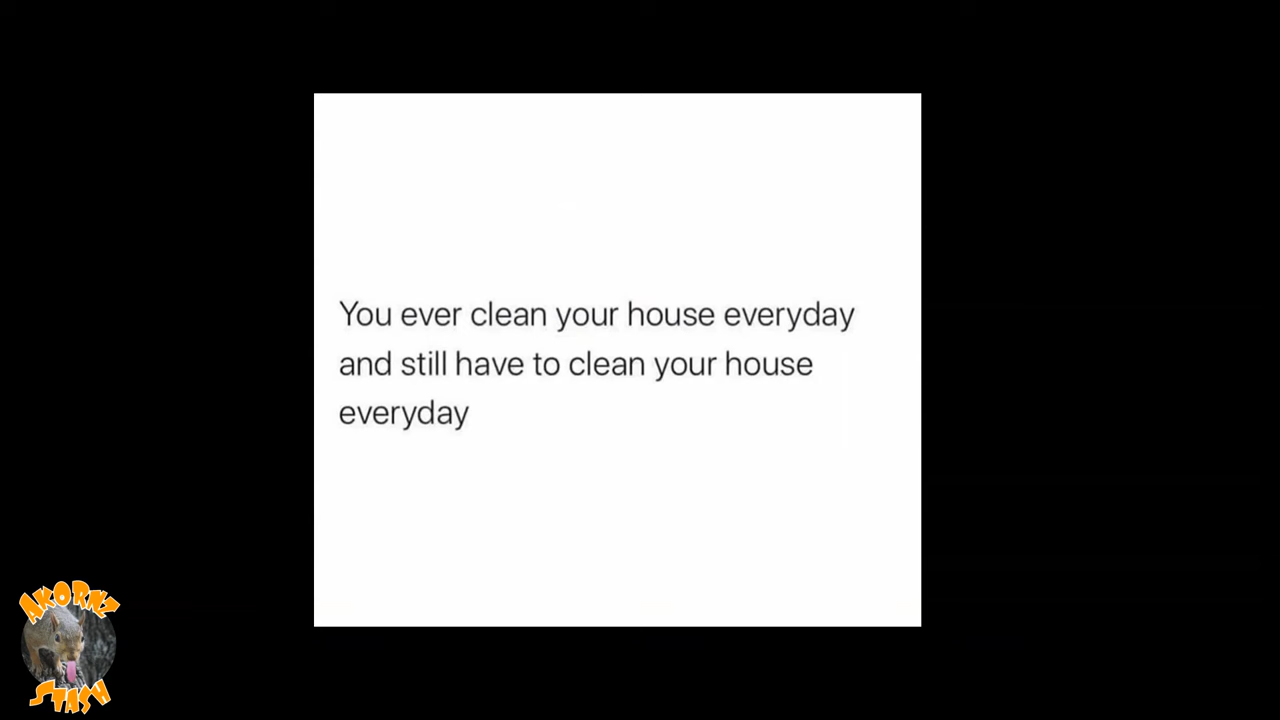 You ever clean your house everyday
and still have to clean your house
everyday
AKORNZ
STASH